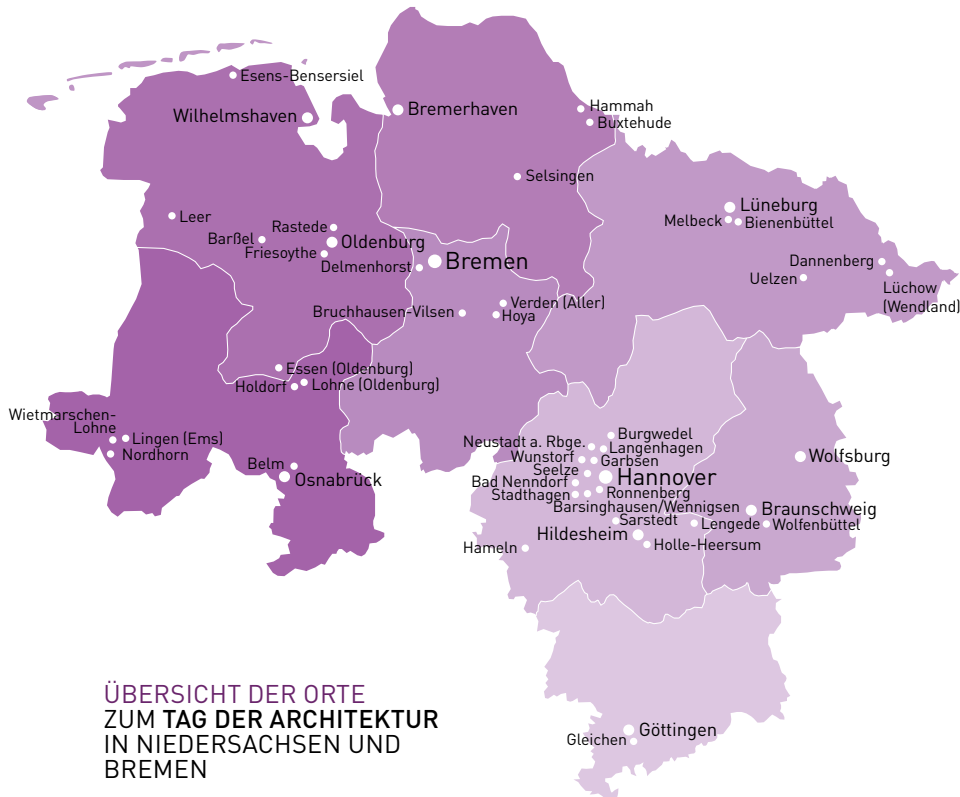 Esens-Bensersiel
Wilhelmshaven
Bremerhaven
Hammah
Buxtehude
Selsingen
Leer
Rastede
Barßel
Oldenburg
Friesoythe
Delmenhorst
Bremen
Lüneburg
Melbeck
Bienenbüttel
Dannenberg
Uelzen
Lüchow
(Wendland)
Verden (Aller)
Bruchhausen-Vilsen
Hoya
Essen (Oldenburg)
Holdorf
Lohne (Oldenburg)
Wietmarschen-
Lohne
Lingen (Ems)
Nordhorn
Belm
Osnabrück
Burgwedel
Neustadt a. Rbge.
Langenhagen
Wunstorf
Garbsen
Seelze
Hannover
Bad Nenndorf
Stadthagen
Ronnenberg
Barsinghausen/Wennigsen
Sarstedt
Hildesheim
Lengede
Holle-Heersum
Hameln
Wolfsburg
Braunschweig
Wolfenbüttel
Göttingen
Gleichen
ÜBERSICHT DER ORTE
ZUM TAG DER ARCHITEKTUR
IN NIEDERSACHSEN UND
BREMEN